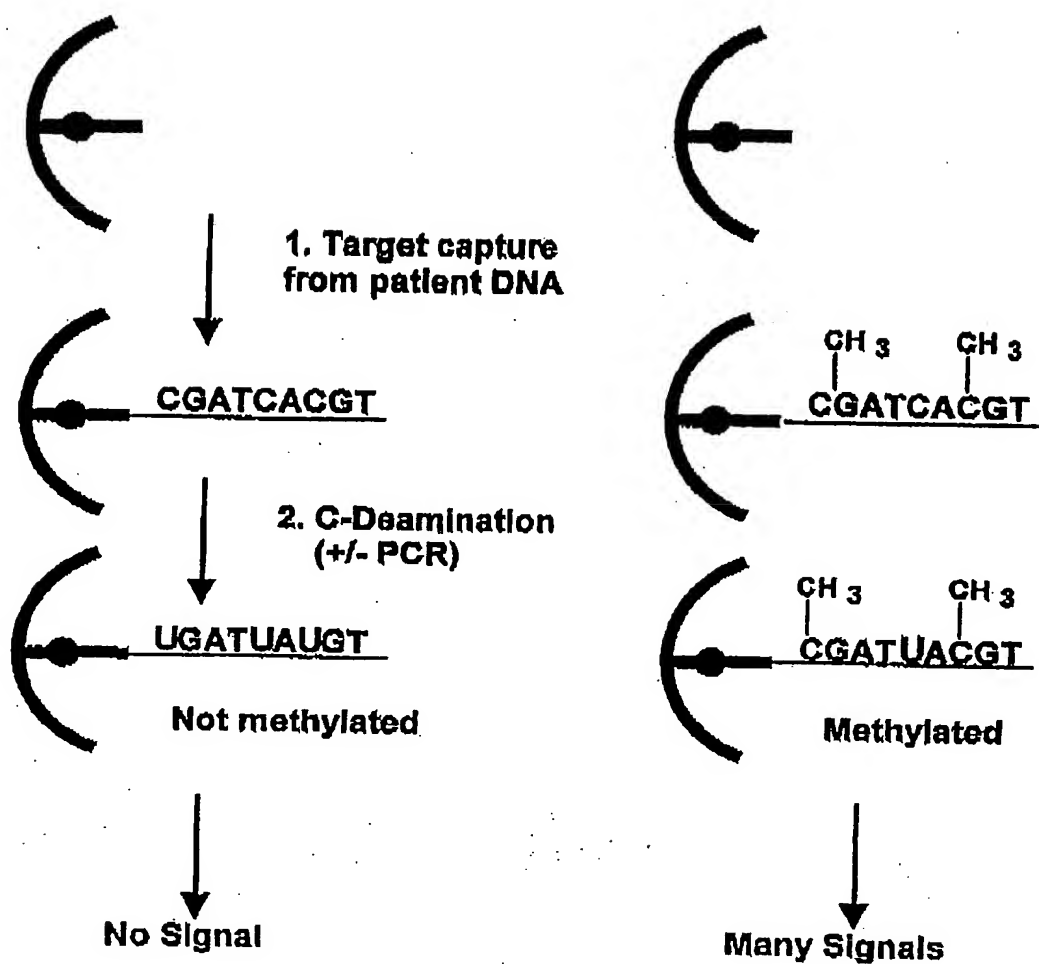 1. Target capture
from patient DNA
CGATCACGT
CH 3 CH 3
CGATCACGT
2. C-Deamination
(+/- PCR)
UGATUAUGT
CH 3 CH 3
CGATUACGT
Not methylated
Methylated
No Signal
Many Signals